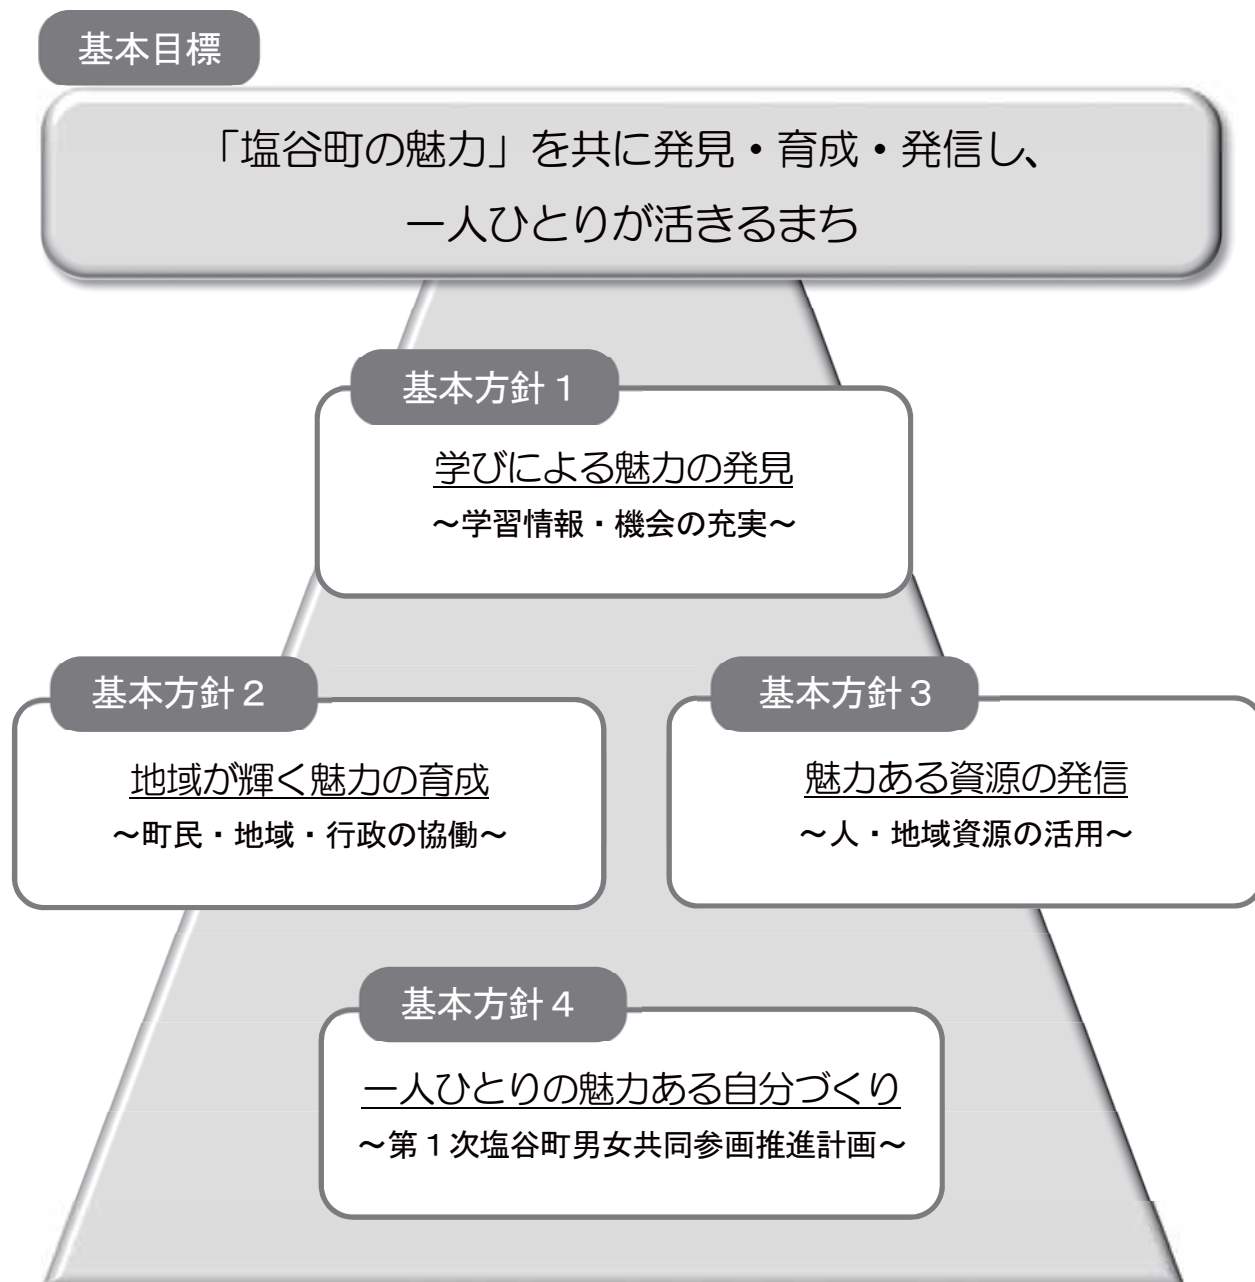 基本目標
「塩谷町の魅力」を共に発見・育成・発信し、
一人ひとりが活きるまち
基本方針1
学びによる魅力の発見
～学習情報・機会の充実～
基本方針2
地域が輝く魅力の育成
～町民・地域・行政の協働～
基本方針3
魅力ある資源の発信
～人・地域資源の活用～
基本方針4
一人ひとりの魅力ある自分づくり
～第1次塩谷町男女共同参画推進計画～